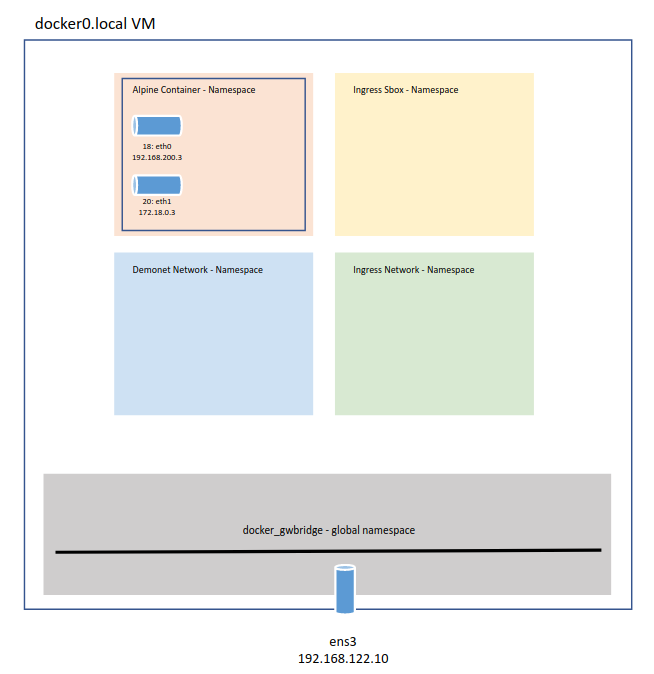 docker0.local VM
Alpine Container - Namespace
18: eth0
192.168.200.3
20: eth1
172.18.0.3
Ingress Sbox - Namespace
Demonet Network - Namespace
Ingress Network - Namespace
docker_gwbridge - global namespace
ens3
192.168.122.10